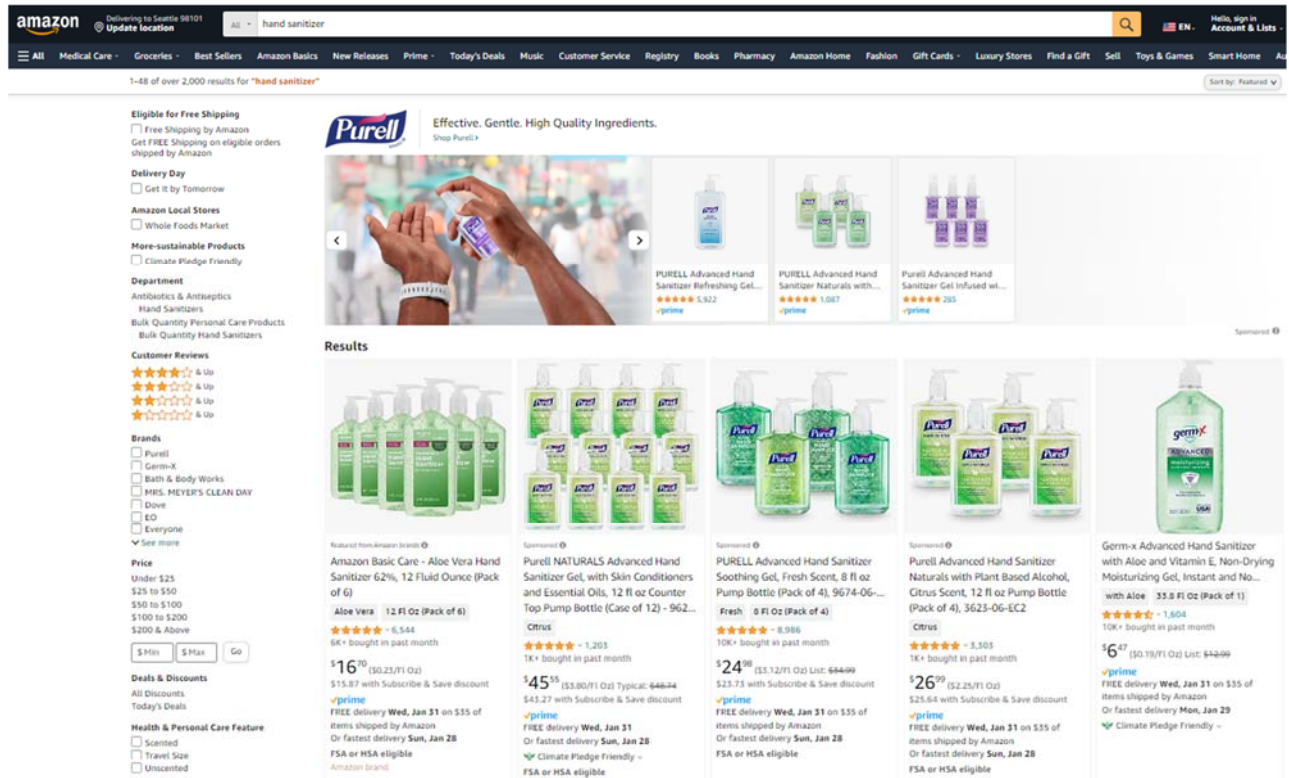 amazon
Delivering to Seattle 98101
Update location
All
hand sanitizer
EN
Hello, sign in
Account & Lists
All
Medical Care
Groceries
Best Sellers
Amazon Basics
New Releases
Prime
Today's Deals
Music
Customer Service
Registry
Books
Pharmacy
Amazon Home
Fashion
Gift Cards
Luxury Stores
Find a Gift
Sell
Toys & Games
Smart Home
Au
1-48 of over 2,000 results for "hand sanitizer"
Sort by: Featured
Eligible for Free Shipping
Free Shipping by Amazon
Get FREE Shipping on eligible orders
shipped by Amazon
Delivery Day
Get It by Tomorrow
Amazon Local Stores
Whole Foods Market
More-sustainable Products
Climate Pledge Friendly
Department
Antibiotics & Antiseptics
Hand Sanitizers
Bulk Quantity Personal Care Products
Bulk Quantity Hand Sanitizers
Customer Reviews
& Up
& Up
& Up
& Up
Brands
Purell
Germ-X
Bath & Body Works
MRS. MEYER'S CLEAN DAY
Dove
EO
Everyone
See more
Price
Under $25
$25 to $50
$50 to $100
$100 to $200
$200 & Above
$ Min
$ Max
Go
Deals & Discounts
All Discounts
Today's Deals
Health & Personal Care Feature
Scented
Travel Size
Unscented
Purell
Effective. Gentle. High Quality Ingredients.
Shop Purell
PURELL Advanced Hand
Sanitizer Refreshing Gel...
5,922
prime
PURELL Advanced Hand
Sanitizer Naturals with...
1,087
prime
Purell Advanced Hand
Sanitizer Gel Infused wi...
285
prime
Sponsored
Results
Featured from Amazon brands
Amazon Basic Care - Aloe Vera Hand
Sanitizer 62%, 12 Fluid Ounce (Pack
of 6)
Aloe Vera
12 Fl Oz (Pack of 6)
6,544
6K+ bought in past month
$1670 ($0.23/Fl Oz)
$15.87 with Subscribe & Save discount
prime
FREE delivery Wed, Jan 31 on $35 of
items shipped by Amazon
Or fastest delivery Sun, Jan 28
FSA or HSA eligible
Amazon brand
Purell
Sponsored
Purell NATURALS Advanced Hand
Sanitizer Gel, with Skin Conditioners
and Essential Oils, 12 fl oz Counter
Top Pump Bottle (Case of 12) - 962...
Citrus
1,203
1K+ bought in past month
$4555 ($3.80/Fl Oz) Typical: $48.74
$43.27 with Subscribe & Save discount
prime
FREE delivery Wed, Jan 31
Or fastest delivery Sun, Jan 28
Climate Pledge Friendly
FSA or HSA eligible
Purell
Sponsored
PURELL Advanced Hand Sanitizer
Soothing Gel, Fresh Scent, 8 fl oz
Pump Bottle (Pack of 4), 9674-06-...
Fresh
8 Fl Oz (Pack of 4)
8,986
10K+ bought in past month
$2498 ($3.12/Fl Oz) List: $34.99
$23.73 with Subscribe & Save discount
prime
FREE delivery Wed, Jan 31 on $35 of
items shipped by Amazon
Or fastest delivery Sun, Jan 28
FSA or HSA eligible
Purell
Sponsored
Purell Advanced Hand Sanitizer
Naturals with Plant Based Alcohol,
Citrus Scent, 12 fl oz Pump Bottle
(Pack of 4), 3623-06-EC2
Citrus
3,303
1K+ bought in past month
$2699 ($2.25/Fl Oz)
$25.64 with Subscribe & Save discount
prime
FREE delivery Wed, Jan 31 on $35 of
items shipped by Amazon
Or fastest delivery Sun, Jan 28
FSA or HSA eligible
germ-x
ADVANCED
moisturizing
USA
Germ-x Advanced Hand Sanitizer
with Aloe and Vitamin E, Non-Drying
Moisturizing Gel, Instant and No...
with Aloe
33.8 Fl Oz (Pack of 1)
1,604
10K+ bought in past month
$647 ($0.19/Fl Oz) List: $12.99
prime
FREE delivery Wed, Jan 31 on $35 of
items shipped by Amazon
Or fastest delivery Mon, Jan 29
Climate Pledge Friendly